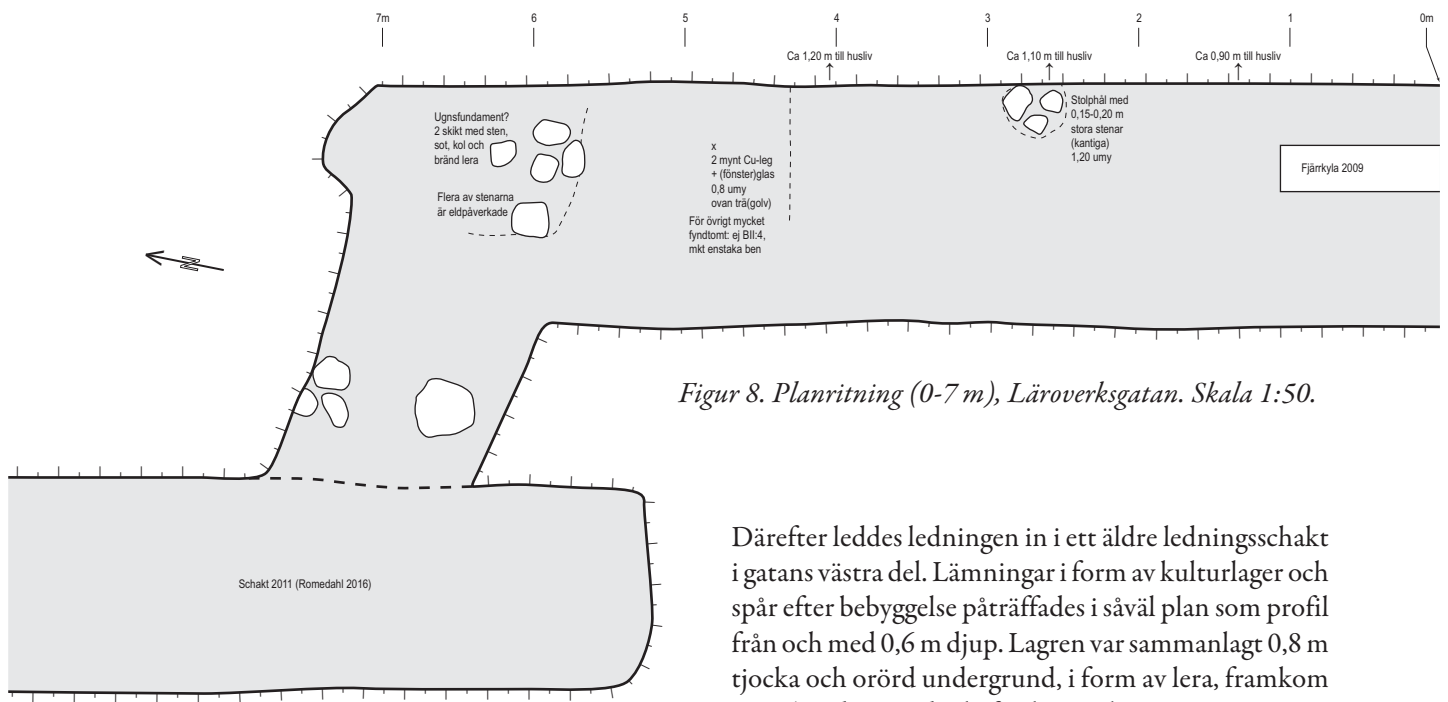 7m 6 5 4 3 2 1 0m
Ca 1,20 m till husliv Ca 1,10 m till husliv Ca 0,90 m till husliv
Ugnsfundament?
2 skikt med sten,
sot, kol och
bränd lera
Flera av stenarna
är eldpåverkade
x
2 mynt Cu-leg
+ (fönster)glas
0,8 umy
ovan trä(golv)
För övrigt mycket
fyndtomt: ej BII:4,
mkt enstaka ben
Stolphål med
0,15-0,20 m
stora stenar
(kantiga)
1,20 umy
Fjärrkyla 2009
N
Figur 8. Planritning (0-7 m), Läroverksgatan. Skala 1:50.
Schakt 2011 (Romedahl 2016)
Därefter leddes ledningen in i ett äldre ledningsschakt
i gatans västra del. Lämningar i form av kulturlager och
spår efter bebyggelse påträffades i såväl plan som profil
från och med 0,6 m djup. Lagren var sammanlagt 0,8 m
tjocka och orörd undergrund, i form av lera, framkom